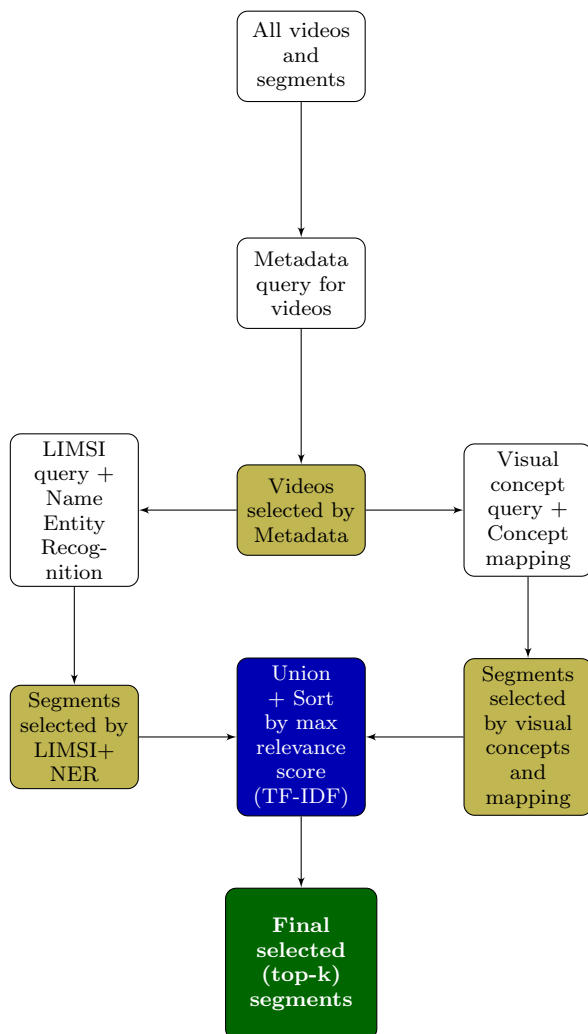 All videos
and
segments
Metadata
query for
videos
LIMSI
query +
Name
Entity
Recog-
nition
Videos
selected by
Metadata
Visual
concept
query +
Concept
mapping
Segments
selected by
LIMSI+
NER
Union
+ Sort
by max
relevance
score
(TF-IDF)
Segments
selected
by visual
concepts
and
mapping
Final
selected
(top-k)
segments